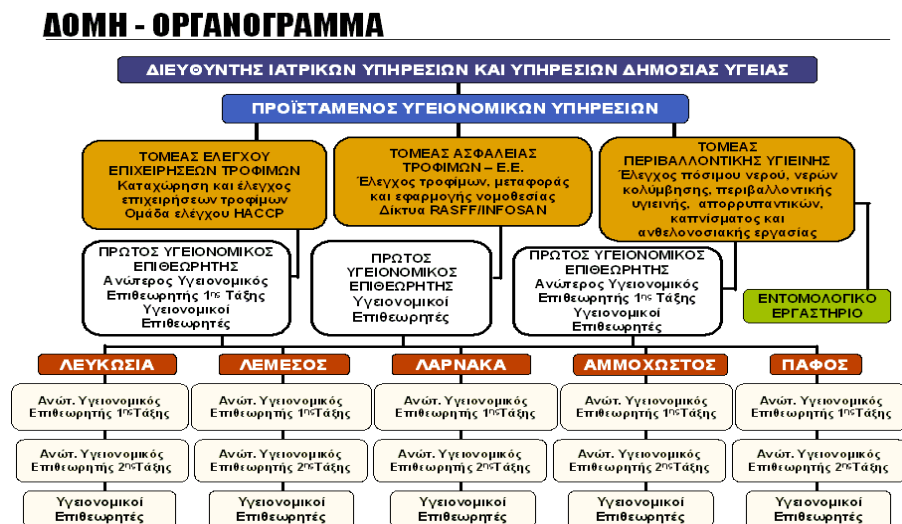 ΔΟΜΗ - ΟΡΓΑΝΟΓΡΑΜΜΑ
ΔΙΕΥΘΥΝΤΗΣ ΙΑΤΡΙΚΩΝ ΥΠΗΡΕΣΙΩΝ ΚΑΙ ΥΠΗΡΕΣΙΩΝ ΔΗΜΟΣΙΑΣ ΥΓΕΙΑΣ
ΠΡΟΪΣΤΑΜΕΝΟΣ ΥΓΕΙΟΝΟΜΙΚΩΝ ΥΠΗΡΕΣΙΩΝ
ΤΟΜΕΑΣ ΕΛΕΓΧΟΥ
ΕΠΙΧΕΙΡΗΣΕΩΝ ΤΡΟΦΙΜΩΝ
Καταχώρηση και έλεγχος
επιχειρήσεων τροφίμων
Ομάδα ελέγχου HACCP
ΤΟΜΕΑΣ ΑΣΦΑΛΕΙΑΣ
ΤΡΟΦΙΜΩΝ – Ε.Ε.
Έλεγχος τροφίμων, μεταφοράς
και εφαρμογής νομοθεσίας
Δίκτυα RASFF/INFOSAN
ΤΟΜΕΑΣ
ΠΕΡΙΒΑΛΛΟΝΤΙΚΗΣ ΥΓΙΕΙΝΗΣ
Έλεγχος πόσιμου νερού, νερών
κολύμβησης, περιβαλλοντικής
υγιεινής, απορρυπαντικών,
καπνίσματος και
ανθελονοσιακής εργασίας
ΠΡΩΤΟΣ ΥΓΕΙΟΝΟΜΙΚΟΣ
ΕΠΙΘΕΩΡΗΤΗΣ
Ανώτερος Υγειονομικός
Επιθεωρητής 1ης Τάξης
Υγειονομικοί
Επιθεωρητές
ΠΡΩΤΟΣ
ΥΓΕΙΟΝΟΜΙΚΟΣ
ΕΠΙΘΕΩΡΗΤΗΣ
Υγειονομικοί
Επιθεωρητές
ΠΡΩΤΟΣ ΥΓΕΙΟΝΟΜΙΚΟΣ
ΕΠΙΘΕΩΡΗΤΗΣ
Ανώτερος Υγειονομικός
Επιθεωρητής 1ης Τάξης
Υγειονομικοί
Επιθεωρητές
ΕΝΤΟΜΟΛΟΓΙΚΟ
ΕΡΓΑΣΤΗΡΙΟ
ΛΕΥΚΩΣΙΑ
ΛΕΜΕΣΟΣ
ΛΑΡΝΑΚΑ
ΑΜΜΟΧΩΣΤΟΣ
ΠΑΦΟΣ
Ανώτ. Υγειονομικός
Επιθεωρητής 1ηςΤάξης
Ανώτ. Υγειονομικός
Επιθεωρητής 1ηςΤάξης
Ανώτ. Υγειονομικός
Επιθεωρητής 1ηςΤάξης
Ανώτ. Υγειονομικός
Επιθεωρητής 1ηςΤάξης
Ανώτ. Υγειονομικός
Επιθεωρητής 1ηςΤάξης
Ανώτ. Υγειονομικός
Επιθεωρητής 2ηςΤάξης
Ανώτ. Υγειονομικός
Επιθεωρητής 2ηςΤάξης
Ανώτ. Υγειονομικός
Επιθεωρητής 2ηςΤάξης
Ανώτ. Υγειονομικός
Επιθεωρητής 2ηςΤάξης
Ανώτ. Υγειονομικός
Επιθεωρητής 2ηςΤάξης
Υγειονομικοί
Επιθεωρητές
Υγειονομικοί
Επιθεωρητές
Υγειονομικοί
Επιθεωρητές
Υγειονομικοί
Επιθεωρητές
Υγειονομικοί
Επιθεωρητές